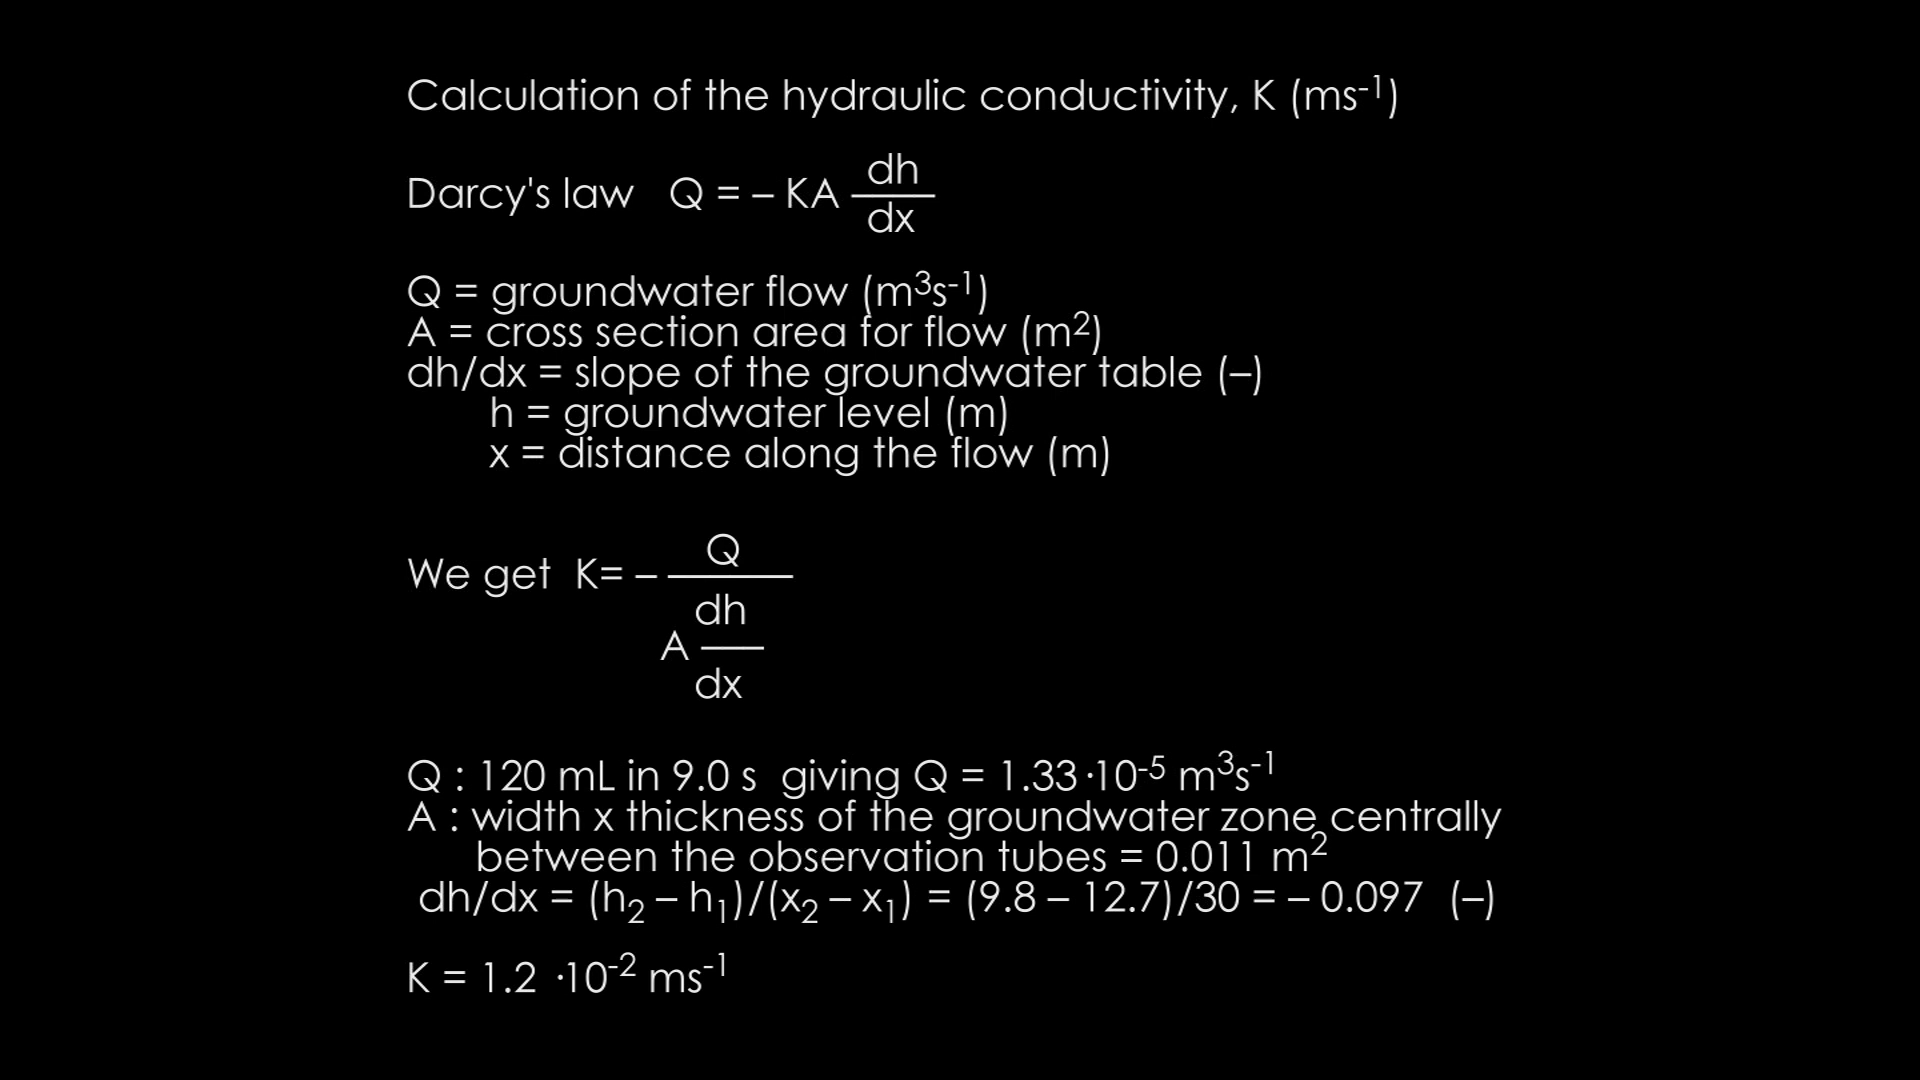 Calculation of the hydraulic conductivity, K (ms⁻¹)
Darcy's law Q = – KA dh/dx
Q = groundwater flow (m³s⁻¹)
A = cross section area for flow (m²)
dh/dx = slope of the groundwater table (–)
h = groundwater level (m)
x = distance along the flow (m)
We get K= – Q / (A dh/dx)
Q : 120 mL in 9.0 s giving Q = 1.33 ·10⁻⁵ m³s⁻¹
A : width x thickness of the groundwater zone centrally
between the observation tubes = 0.011 m²
dh/dx = (h₂ – h₁)/(x₂ – x₁) = (9.8 – 12.7)/30 = – 0.097 (–)
K = 1.2 ·10⁻² ms⁻¹